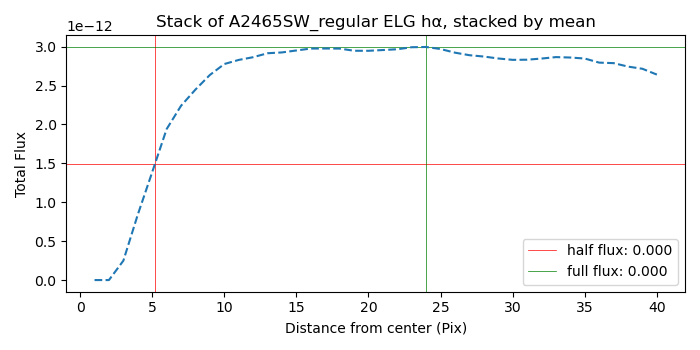 Stack of A2465SW_regular ELG hα, stacked by mean
1e−12
3.0
2.5
2.0
1.5
1.0
0.5
0.0
Total Flux
half flux: 0.000
full flux: 0.000
0 5 10 15 20 25 30 35 40
Distance from center (Pix)